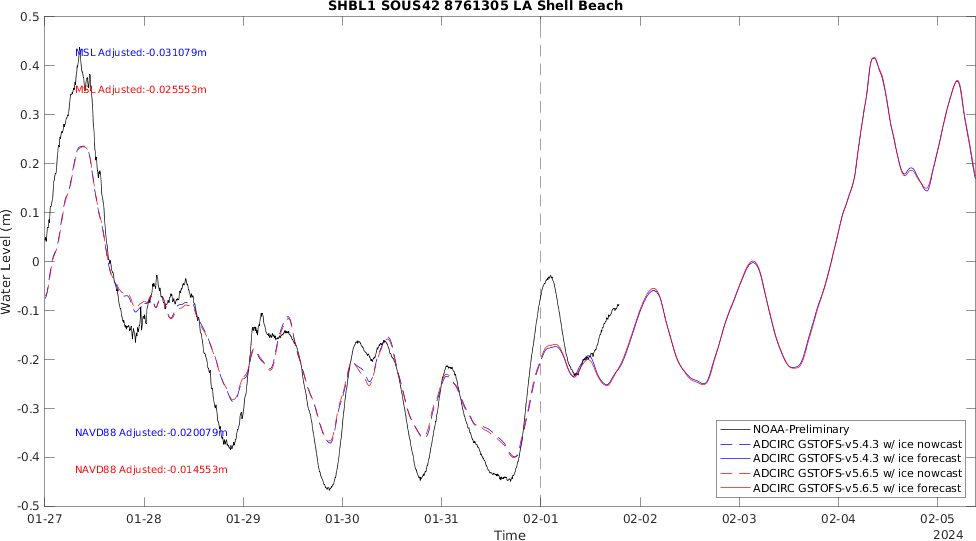 SHBL1 SOUS42 8761305 LA Shell Beach
0.5
0.4
0.3
0.2
0.1
0
-0.1
-0.2
-0.3
-0.4
-0.5
Water Level (m)
MSL Adjusted:-0.031079m
MSL Adjusted:-0.025553m
NAVD88 Adjusted:-0.020079m
NAVD88 Adjusted:-0.014553m
NOAA-Preliminary
ADCIRC GSTOFS-v5.4.3 w/ ice nowcast
ADCIRC GSTOFS-v5.4.3 w/ ice forecast
ADCIRC GSTOFS-v5.6.5 w/ ice nowcast
ADCIRC GSTOFS-v5.6.5 w/ ice forecast
01-27 01-28 01-29 01-30 01-31 02-01 02-02 02-03 02-04 02-05
Time
2024